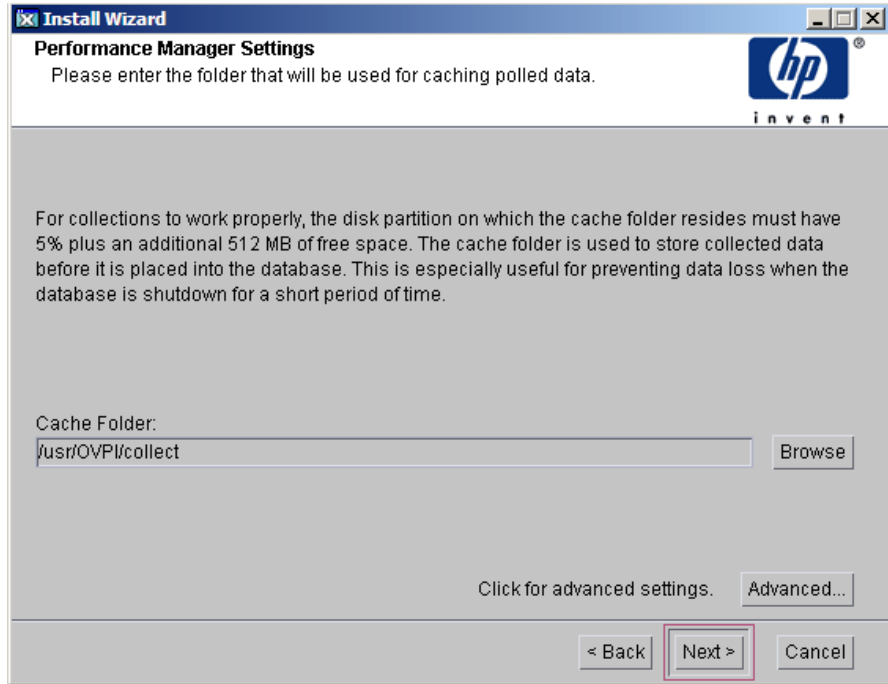 Install Wizard
Performance Manager Settings
Please enter the folder that will be used for caching polled data.
hp
®
invent
For collections to work properly, the disk partition on which the cache folder resides must have
5% plus an additional 512 MB of free space. The cache folder is used to store collected data
before it is placed into the database. This is especially useful for preventing data loss when the
database is shutdown for a short period of time.
Cache Folder:
/usr/OVPI/collect
Browse
Click for advanced settings.
Advanced...
< Back
Next >
Cancel